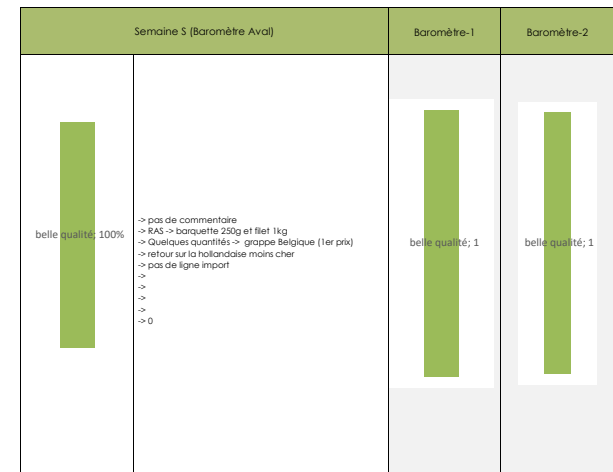 Semaine S (Baromètre Aval)
Baromètre-1
Baromètre-2
belle qualité; 100%
-> pas de commentaire
-> RAS -> barquette 250g et filet 1kg
-> Quelques quantités -> grappe Belgique (1er prix)
-> retour sur la hollandaise moins cher
-> pas de ligne import
->
->
->
->
-> 0
belle qualité; 1
belle qualité; 1